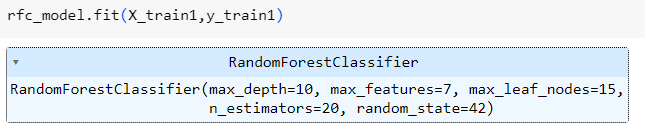 rfc_model.fit(X_train1,y_train1)
RandomForestClassifier
RandomForestClassifier(max_depth=10, max_features=7, max_leaf_nodes=15,
n_estimators=20, random_state=42)